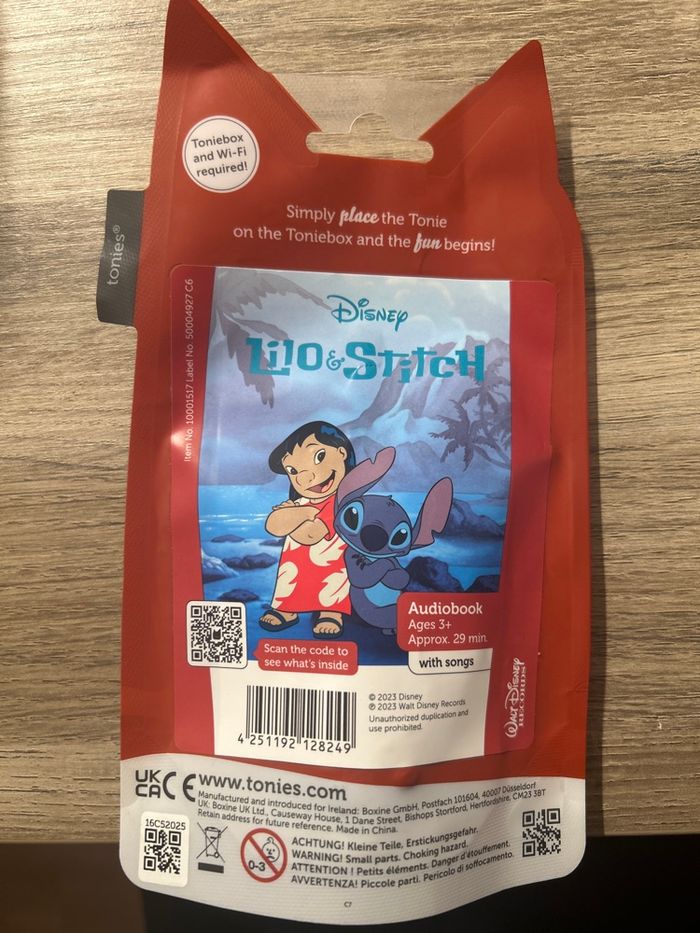 Toniebox
and Wi-Fi
required!
Simply place the Tonie
on the Toniebox and the fun begins!
tonies®
Item No. 10001517 Label No. 50004927 C6
Disney
Lilo & Stitch
Audiobook
Ages 3+
Approx. 29 min.
with songs
Scan the code to
see what's inside
© 2023 Disney
℗ 2023 Walt Disney Records
Unauthorized duplication and
use prohibited.
WALT DISNEY
RECORDS
4 251192 128249
UK
CA CE www.tonies.com
Manufactured and introduced for Ireland: Boxine GmbH, Postfach 101604, 40007 Düsseldorf
UK: Boxine UK Ltd., Causeway House, 1 Dane Street, Bishops Stortford, Hertfordshire, CM23 3BT
Retain address for future reference. Made in China.
16C52025
0-3
ACHTUNG! Kleine Teile. Erstickungsgefahr.
WARNING! Small parts. Choking hazard.
ATTENTION ! Petits éléments. Danger d'étouffement.
AVVERTENZA! Piccole parti. Pericolo di soffocamento.
C7